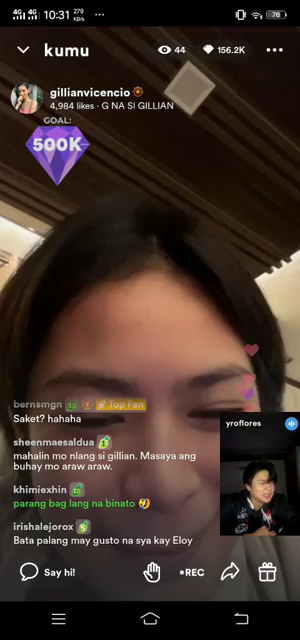 4G 4G 10:31 279 KB/s ... 76
kumu 44 156.2K
gillianvicencio
4,984 likes · G NA SI GILLIAN
GOAL:
500K
bernsmgn Top Fan
Saket? hahaha
yroflores
sheenmaesaldua
mahalin mo nlang si gillian. Masaya ang
buhay mo araw araw.
khimiexhin
parang bag lang na binato 🤣
irishalejorox
Bata palang may gusto na sya kay Eloy
Say hi! •REC